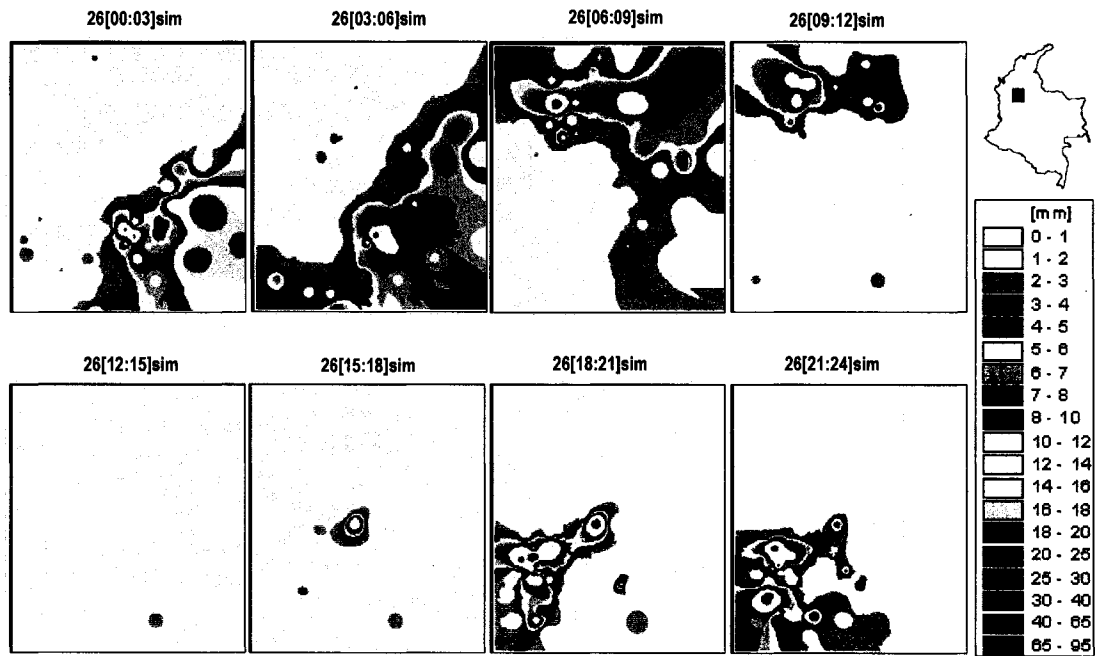 26[00:03]sim
26[03:06]sim
26[06:09]sim
26[09:12]sim
26[12:15]sim
26[15:18]sim
26[18:21]sim
26[21:24]sim
[mm]
0 - 1
1 - 2
2 - 3
3 - 4
4 - 5
5 - 6
6 - 7
7 - 8
8 - 10
10 - 12
12 - 14
14 - 16
16 - 18
18 - 20
20 - 25
25 - 30
30 - 40
40 - 65
65 - 95